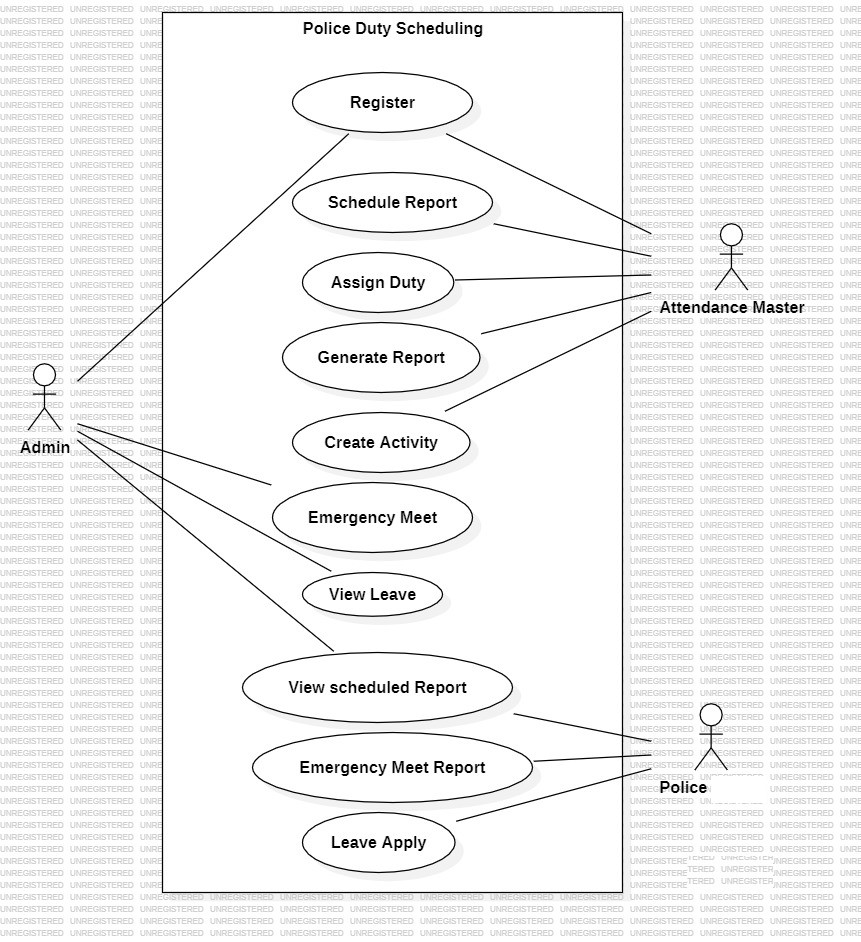 Police Duty Scheduling
Register
Schedule Report
Assign Duty
Attendance Master
Generate Report
Admin
Create Activity
Emergency Meet
View Leave
View scheduled Report
Emergency Meet Report
Police
Leave Apply
UNREGISTERED